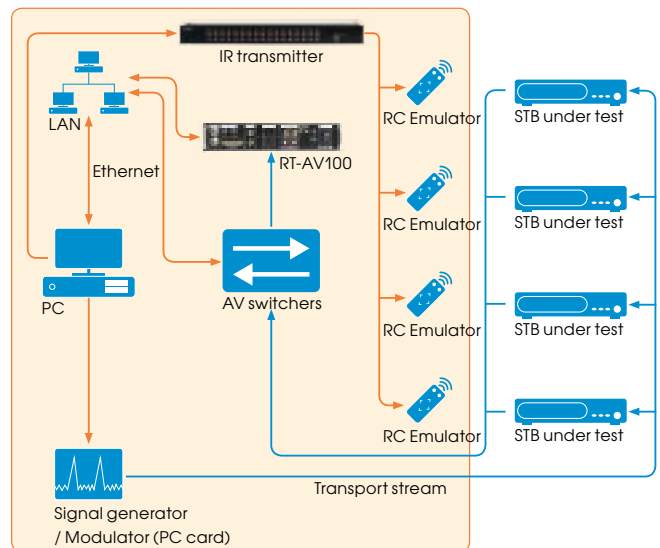 IR transmitter
LAN
RC Emulator
STB under test
RT-AV100
Ethernet
RC Emulator
STB under test
PC
AV switchers
RC Emulator
STB under test
RC Emulator
STB under test
Transport stream
Signal generator
/ Modulator (PC card)